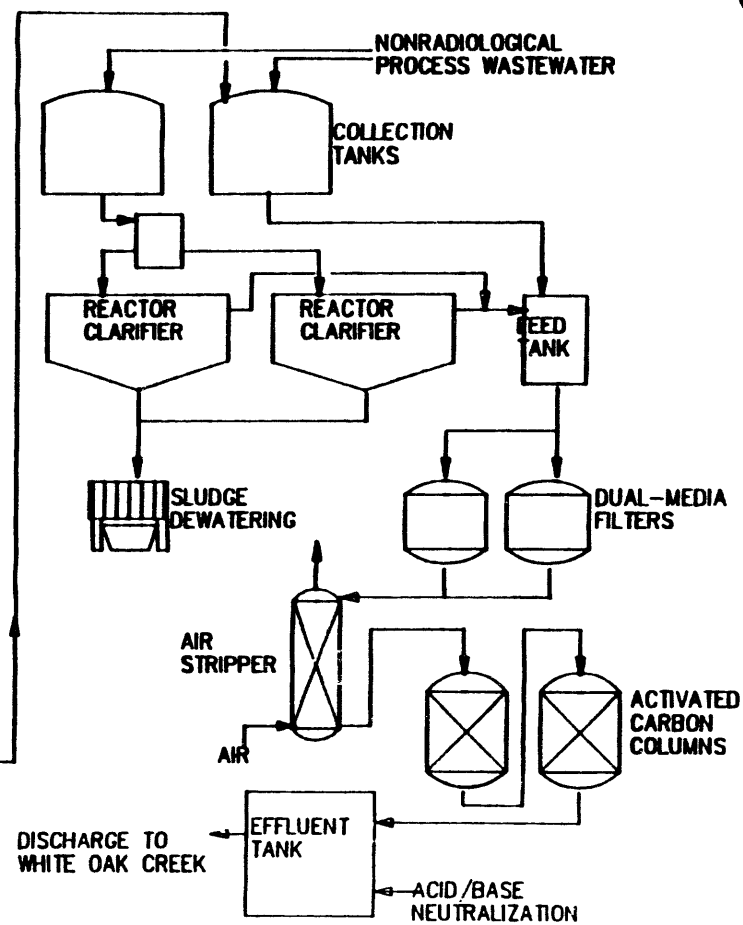 NONRADIOLOGICAL
PROCESS WASTEWATER
COLLECTION
TANKS
REACTOR
CLARIFIER
REACTOR
CLARIFIER
FEED
TANK
SLUDGE
DEWATERING
DUAL-MEDIA
FILTERS
AIR
STRIPPER
AIR
ACTIVATED
CARBON
COLUMNS
EFFLUENT
TANK
DISCHARGE TO
WHITE OAK CREEK
ACID/BASE
NEUTRALIZATION